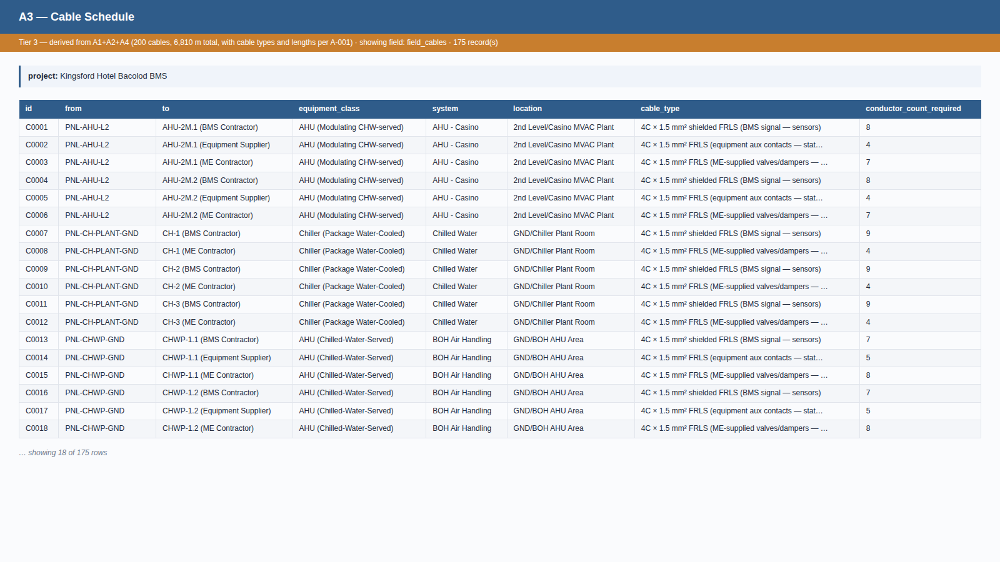 A3 — Cable Schedule
Tier 3 — derived from A1+A2+A4 (200 cables, 6,810 m total, with cable types and lengths per A-001) · showing field: field_cables · 175 record(s)
project: Kingsford Hotel Bacolod BMS
id from to equipment_class system location cable_type conductor_count_required
C0001 PNL-AHU-L2 AHU-2M.1 (BMS Contractor) AHU (Modulating CHW-served) AHU - Casino 2nd Level/Casino MVAC Plant 4C × 1.5 mm² shielded FRLS (BMS signal — sensors) 8
C0002 PNL-AHU-L2 AHU-2M.1 (Equipment Supplier) AHU (Modulating CHW-served) AHU - Casino 2nd Level/Casino MVAC Plant 4C × 1.5 mm² FRLS (equipment aux contacts — stat… 4
C0003 PNL-AHU-L2 AHU-2M.1 (ME Contractor) AHU (Modulating CHW-served) AHU - Casino 2nd Level/Casino MVAC Plant 4C × 1.5 mm² FRLS (ME-supplied valves/dampers — … 7
C0004 PNL-AHU-L2 AHU-2M.2 (BMS Contractor) AHU (Modulating CHW-served) AHU - Casino 2nd Level/Casino MVAC Plant 4C × 1.5 mm² shielded FRLS (BMS signal — sensors) 8
C0005 PNL-AHU-L2 AHU-2M.2 (Equipment Supplier) AHU (Modulating CHW-served) AHU - Casino 2nd Level/Casino MVAC Plant 4C × 1.5 mm² FRLS (equipment aux contacts — stat… 4
C0006 PNL-AHU-L2 AHU-2M.2 (ME Contractor) AHU (Modulating CHW-served) AHU - Casino 2nd Level/Casino MVAC Plant 4C × 1.5 mm² FRLS (ME-supplied valves/dampers — … 7
C0007 PNL-CH-PLANT-GND CH-1 (BMS Contractor) Chiller (Package Water-Cooled) Chilled Water GND/Chiller Plant Room 4C × 1.5 mm² shielded FRLS (BMS signal — sensors) 9
C0008 PNL-CH-PLANT-GND CH-1 (ME Contractor) Chiller (Package Water-Cooled) Chilled Water GND/Chiller Plant Room 4C × 1.5 mm² FRLS (ME-supplied valves/dampers — … 4
C0009 PNL-CH-PLANT-GND CH-2 (BMS Contractor) Chiller (Package Water-Cooled) Chilled Water GND/Chiller Plant Room 4C × 1.5 mm² shielded FRLS (BMS signal — sensors) 9
C0010 PNL-CH-PLANT-GND CH-2 (ME Contractor) Chiller (Package Water-Cooled) Chilled Water GND/Chiller Plant Room 4C × 1.5 mm² FRLS (ME-supplied valves/dampers — … 4
C0011 PNL-CH-PLANT-GND CH-3 (BMS Contractor) Chiller (Package Water-Cooled) Chilled Water GND/Chiller Plant Room 4C × 1.5 mm² shielded FRLS (BMS signal — sensors) 9
C0012 PNL-CH-PLANT-GND CH-3 (ME Contractor) Chiller (Package Water-Cooled) Chilled Water GND/Chiller Plant Room 4C × 1.5 mm² FRLS (ME-supplied valves/dampers — … 4
C0013 PNL-CHWP-GND CHWP-1.1 (BMS Contractor) AHU (Chilled-Water-Served) BOH Air Handling GND/BOH AHU Area 4C × 1.5 mm² shielded FRLS (BMS signal — sensors) 7
C0014 PNL-CHWP-GND CHWP-1.1 (Equipment Supplier) AHU (Chilled-Water-Served) BOH Air Handling GND/BOH AHU Area 4C × 1.5 mm² FRLS (equipment aux contacts — stat… 5
C0015 PNL-CHWP-GND CHWP-1.1 (ME Contractor) AHU (Chilled-Water-Served) BOH Air Handling GND/BOH AHU Area 4C × 1.5 mm² FRLS (ME-supplied valves/dampers — … 8
C0016 PNL-CHWP-GND CHWP-1.2 (BMS Contractor) AHU (Chilled-Water-Served) BOH Air Handling GND/BOH AHU Area 4C × 1.5 mm² shielded FRLS (BMS signal — sensors) 7
C0017 PNL-CHWP-GND CHWP-1.2 (Equipment Supplier) AHU (Chilled-Water-Served) BOH Air Handling GND/BOH AHU Area 4C × 1.5 mm² FRLS (equipment aux contacts — stat… 5
C0018 PNL-CHWP-GND CHWP-1.2 (ME Contractor) AHU (Chilled-Water-Served) BOH Air Handling GND/BOH AHU Area 4C × 1.5 mm² FRLS (ME-supplied valves/dampers — … 8
… showing 18 of 175 rows